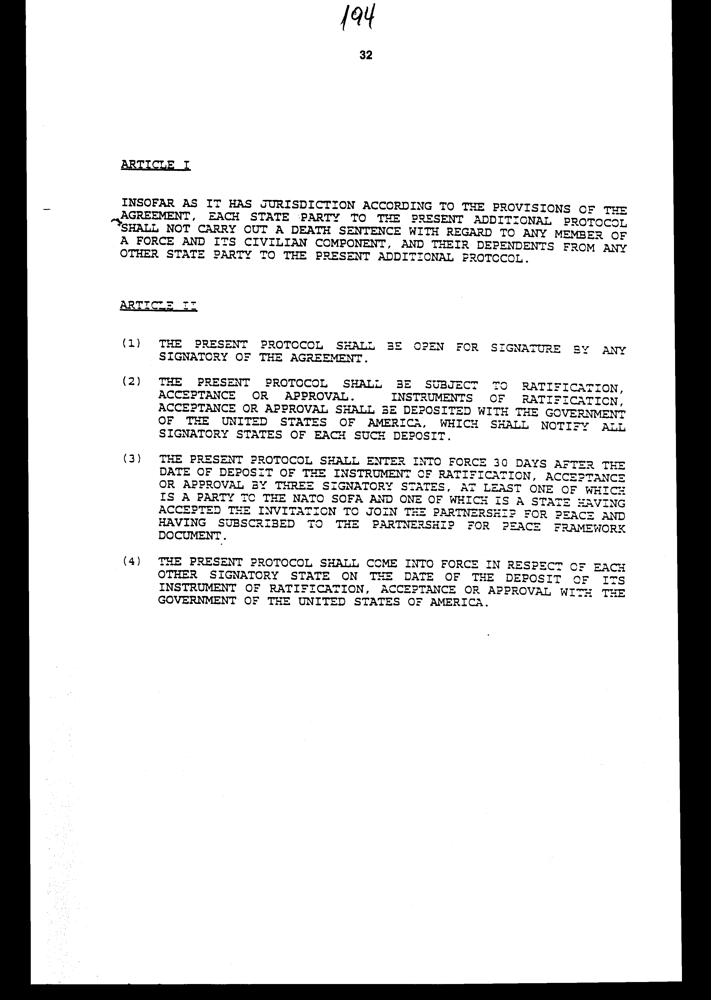 194
32
ARTICLE I
INSOFAR AS IT HAS JURISDICTION ACCORDING TO THE PROVISIONS OF THE
AGREEMENT, EACH STATE PARTY TO THE PRESENT ADDITIONAL PROTOCOL
SHALL NOT CARRY OUT A DEATH SENTENCE WITH REGARD TO ANY MEMBER OF
A FORCE AND ITS CIVILIAN COMPONENT, AND THEIR DEPENDENTS FROM ANY
OTHER STATE PARTY TO THE PRESENT ADDITIONAL PROTOCOL.
ARTICLE II
(1) THE PRESENT PROTOCOL SHALL BE OPEN FOR SIGNATURE BY ANY
SIGNATORY OF THE AGREEMENT.
(2) THE PRESENT PROTOCOL SHALL BE SUBJECT TO RATIFICATION,
ACCEPTANCE OR APPROVAL. INSTRUMENTS OF RATIFICATION,
ACCEPTANCE OR APPROVAL SHALL BE DEPOSITED WITH THE GOVERNMENT
OF THE UNITED STATES OF AMERICA, WHICH SHALL NOTIFY ALL
SIGNATORY STATES OF EACH SUCH DEPOSIT.
(3) THE PRESENT PROTOCOL SHALL ENTER INTO FORCE 30 DAYS AFTER THE
DATE OF DEPOSIT OF THE INSTRUMENT OF RATIFICATION, ACCEPTANCE
OR APPROVAL BY THREE SIGNATORY STATES, AT LEAST ONE OF WHICH
IS A PARTY TO THE NATO SOFA AND ONE OF WHICH IS A STATE HAVING
ACCEPTED THE INVITATION TO JOIN THE PARTNERSHIP FOR PEACE AND
HAVING SUBSCRIBED TO THE PARTNERSHIP FOR PEACE FRAMEWORK
DOCUMENT.
(4) THE PRESENT PROTOCOL SHALL COME INTO FORCE IN RESPECT OF EACH
OTHER SIGNATORY STATE ON THE DATE OF THE DEPOSIT OF ITS
INSTRUMENT OF RATIFICATION, ACCEPTANCE OR APPROVAL WITH THE
GOVERNMENT OF THE UNITED STATES OF AMERICA.